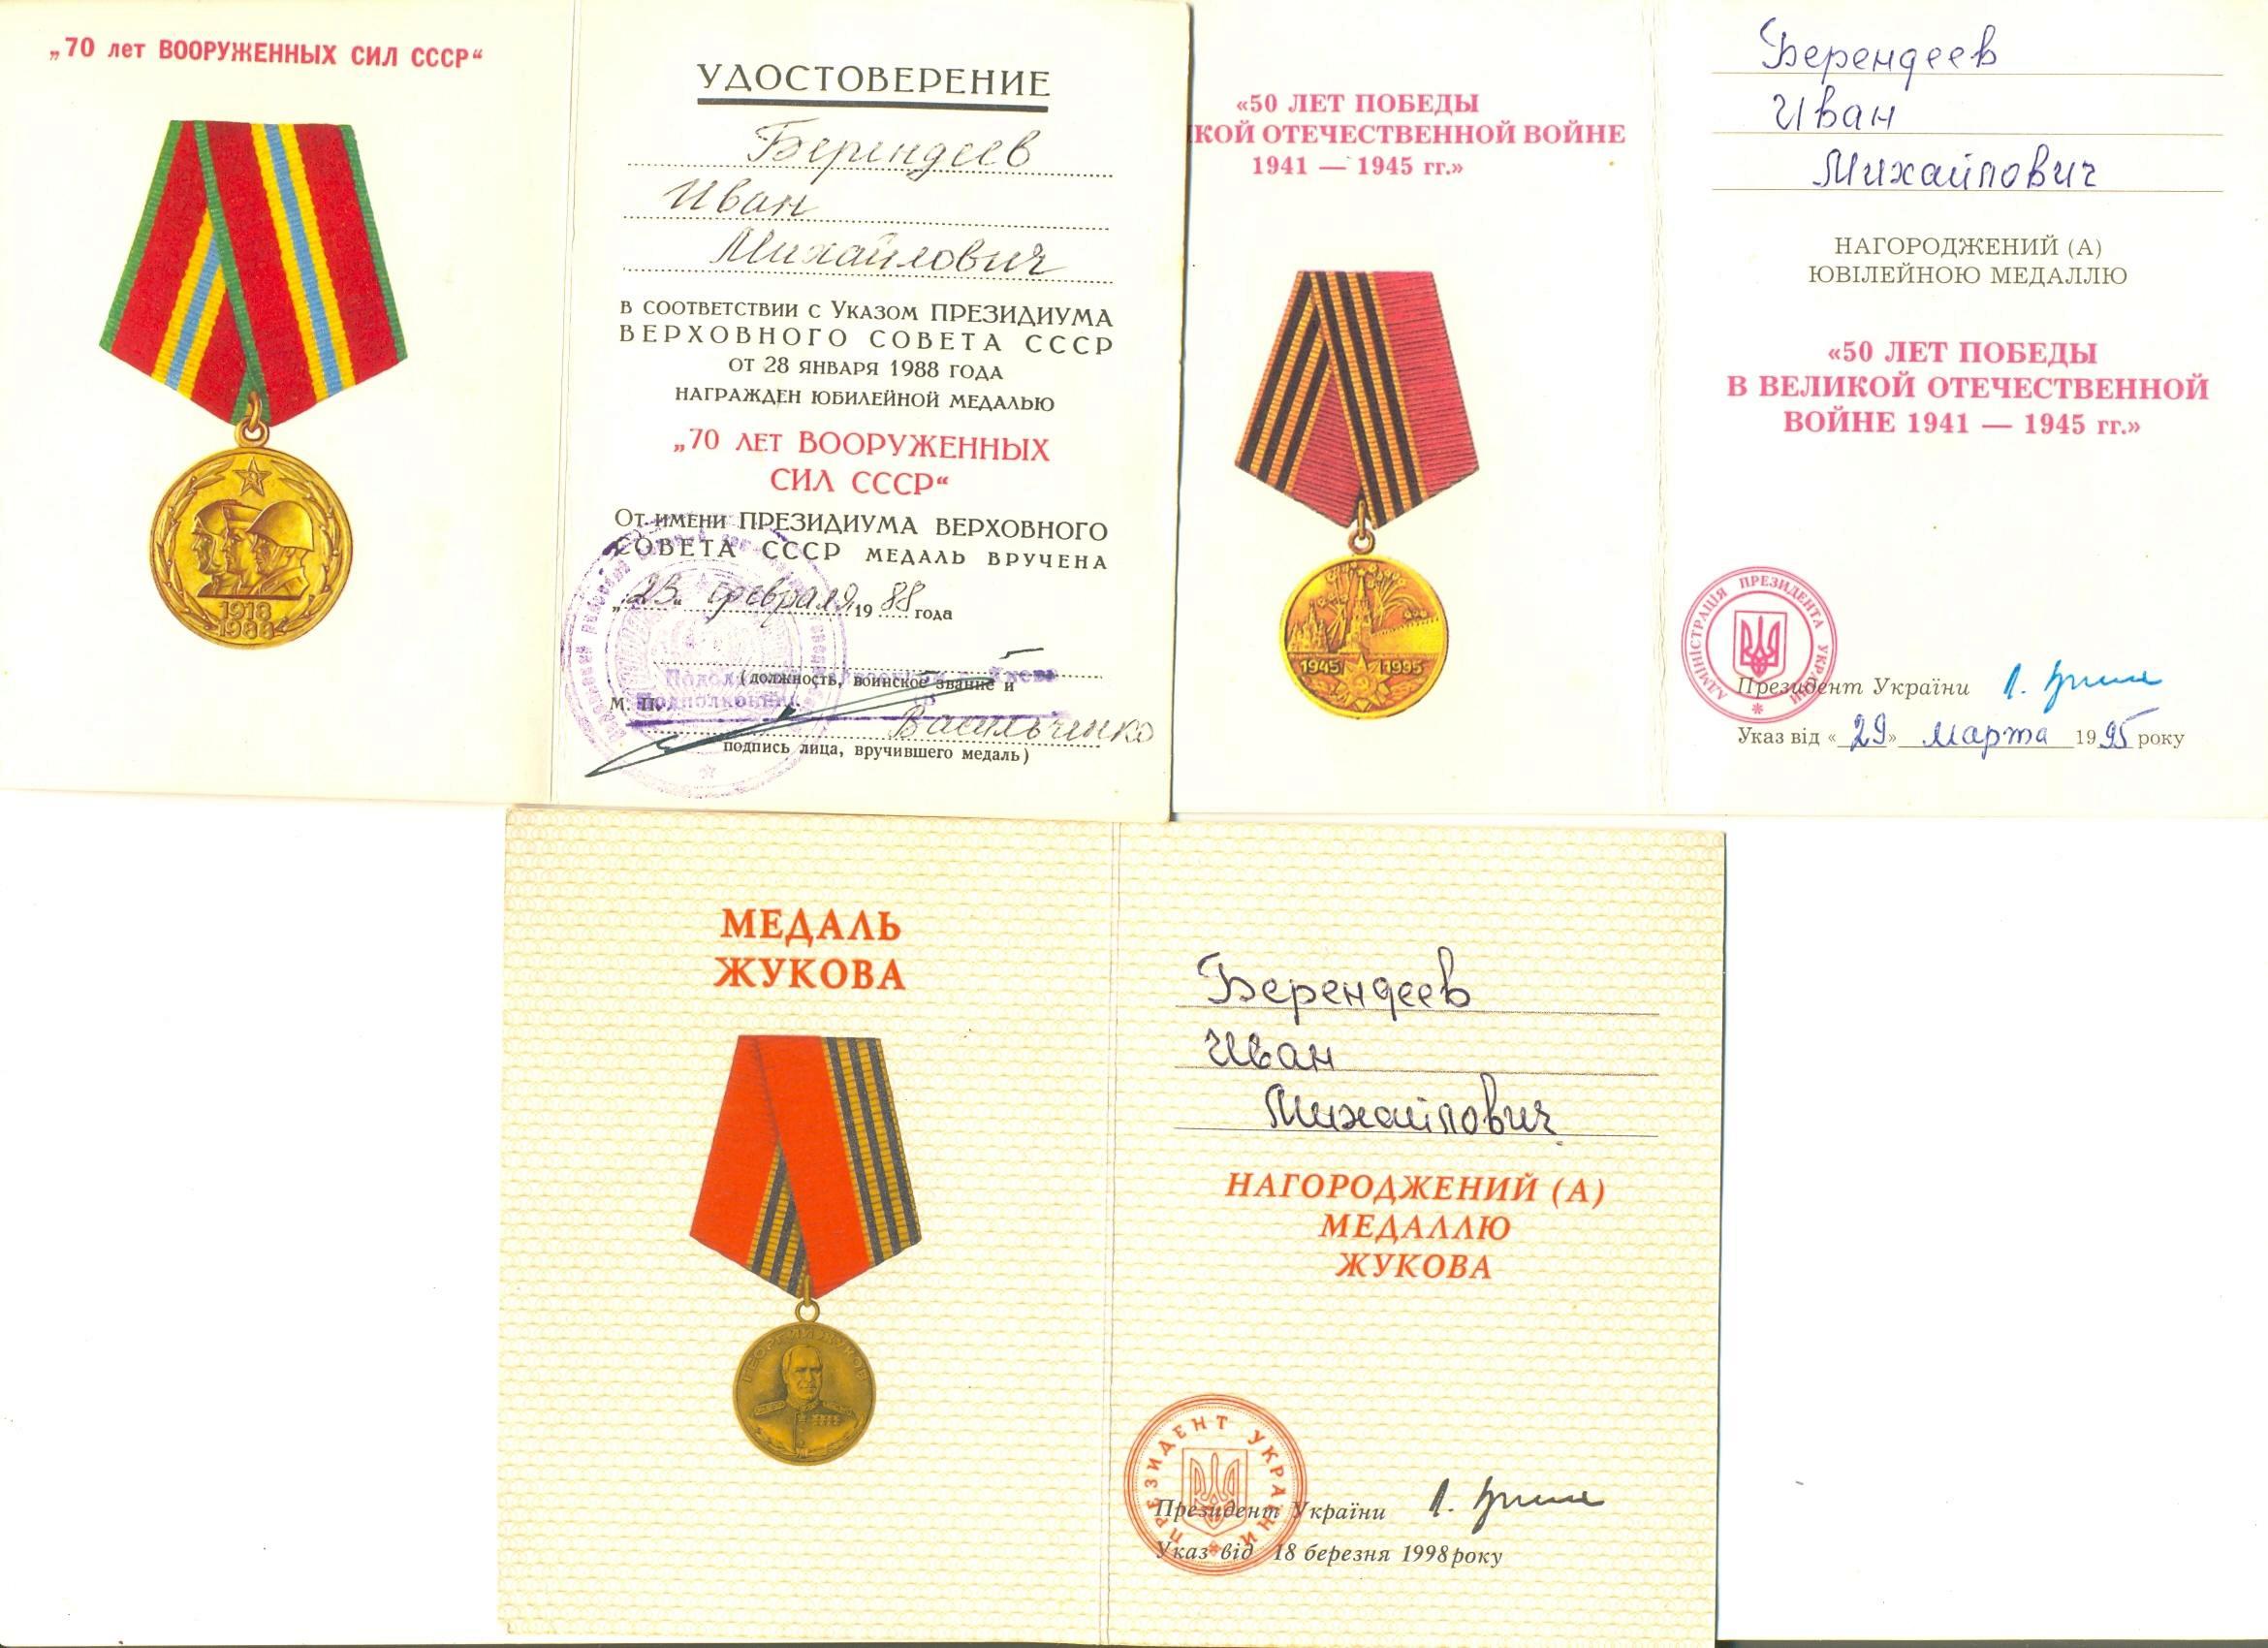 „70 лет ВООРУЖЕННЫХ СИЛ СССР“
1918
1988
УДОСТОВЕРЕНИЕ
Берендеев
Иван
Михайлович
В СООТВЕТСТВИИ С УКАЗОМ ПРЕЗИДИУМА
ВЕРХОВНОГО СОВЕТА СССР
ОТ 28 ЯНВАРЯ 1988 ГОДА
НАГРАЖДЕН ЮБИЛЕЙНОЙ МЕДАЛЬЮ
„70 ЛЕТ ВООРУЖЕННЫХ
СИЛ СССР“
ОТ ИМЕНИ ПРЕЗИДИУМА ВЕРХОВНОГО
СОВЕТА СССР МЕДАЛЬ ВРУЧЕНА
„23“ февраля 1988 года
(должность, воинское звание и
М. П.
Подполковник
Васильченко
подпись лица, вручившего медаль)
«50 ЛЕТ ПОБЕДЫ
КОЙ ОТЕЧЕСТВЕННОЙ ВОЙНЕ
1941 — 1945 гг.»
1945 1995
Берендеев
Иван
Михайлович
НАГОРОДЖЕНИЙ (А)
ЮВІЛЕЙНОЮ МЕДАЛЛЮ
«50 ЛЕТ ПОБЕДЫ
В ВЕЛИКОЙ ОТЕЧЕСТВЕННОЙ
ВОЙНЕ 1941 — 1945 гг.»
АДМІНІСТРАЦІЯ ПРЕЗИДЕНТА УКРАЇНИ
Президент України
Указ від «29» марта 1995 року
МЕДАЛЬ
ЖУКОВА
ГЕОРГИЙ ЖУКОВ
Берендеев
Иван
Михайлович
НАГОРОДЖЕНИЙ (А)
МЕДАЛЛЮ
ЖУКОВА
ПРЕЗИДЕНТ УКРАЇНИ
Президент України
Указ від 18 березня 1998 року